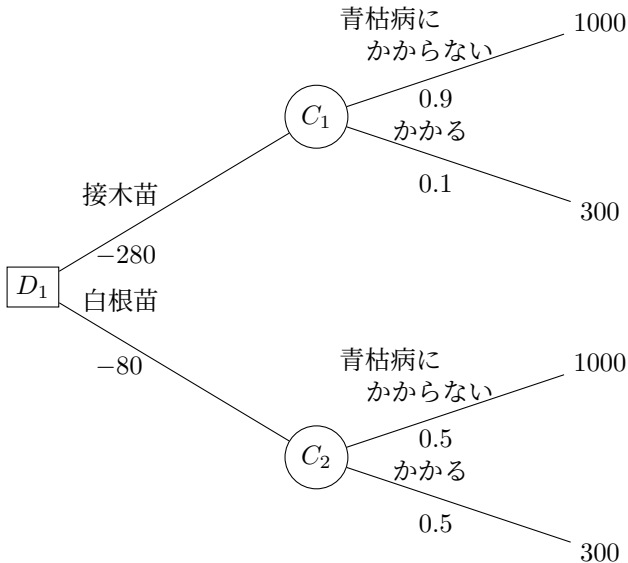 青枯病に
かからない
1000
0.9
C1
かかる
0.1
300
接木苗
−280
D1
白根苗
−80
青枯病に
かからない
1000
0.5
C2
かかる
0.5
300